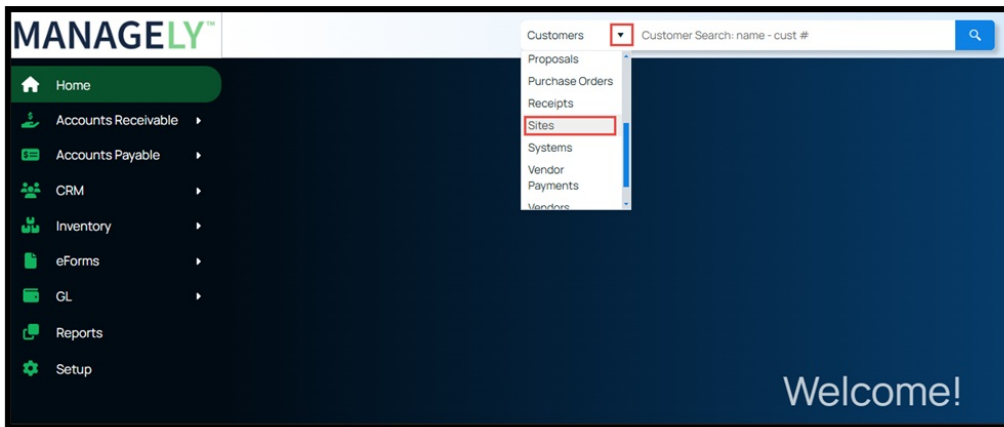 MANAGELY™
Customers
Customer Search: name - cust #
Proposals
Purchase Orders
Receipts
Sites
Systems
Vendor
Payments
Vendors
Home
Accounts Receivable
Accounts Payable
CRM
Inventory
eForms
GL
Reports
Setup
Welcome!